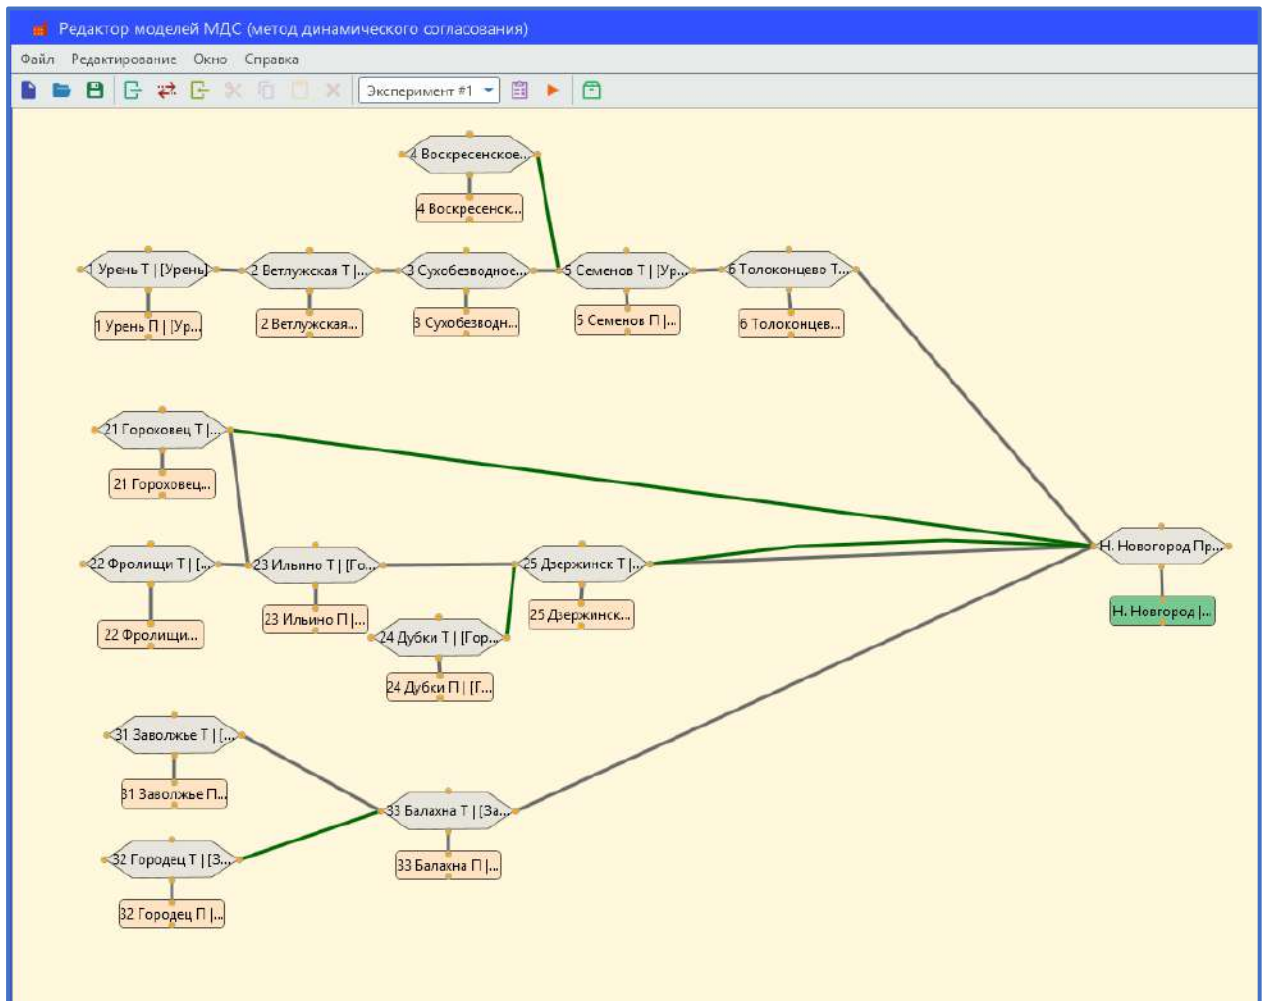 Редактор моделей МДС (метод динамического согласования)
Файл Редактирование Окно Справка
Эксперимент #1
4 Воскресенское...
4 Воскресенск...
1 Урень Т | [Урень]
2 Ветлужская Т |...
3 Сухобезводное...
5 Семенов Т | [Ур...
6 Толоконцево Т...
1 Урень П | [Ур...
2 Ветлужская...
3 Сухобезводн...
5 Семенов П |...
6 Толоконцев...
21 Гороховец Т |...
21 Гороховец...
Н. Новогород Пр...
22 Фролищи Т | [...
23 Ильино Т | [Го...
25 Дзержинск Т |...
Н. Новгород |...
23 Ильино П |...
25 Дзержинск...
22 Фролищи...
24 Дубки Т | [Гор...
24 Дубки П | [Г...
31 Заволжье Т | [...
31 Заволжье П...
33 Балахна Т | [За...
32 Городец Т | [З...
33 Балахна П |...
32 Городец П |...